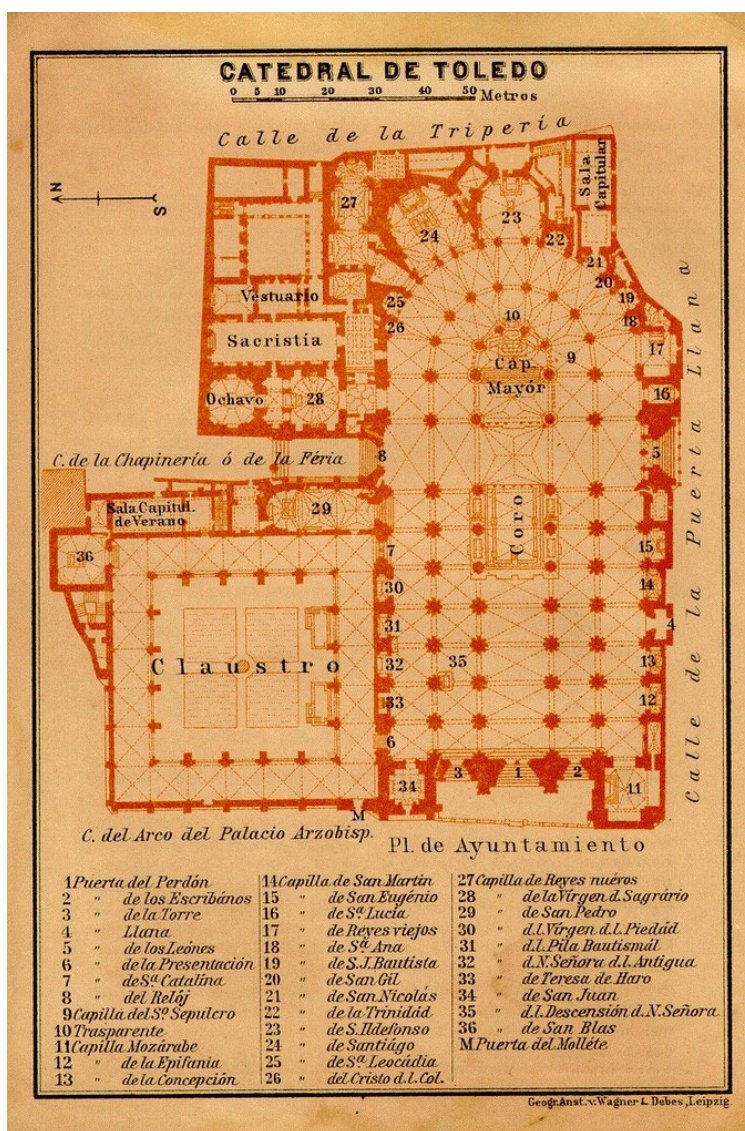 CATEDRAL DE TOLEDO
0 5 10 20 30 40 50 Metros
Calle de la Tripería
N
S
Sala Capitular
27
24
23
22
21
20
19
18
17
16
25
26
10
9
Vestuario
Sacristía
Ochavo
28
Cap. Mayór
C. de la Chapinería ó de la Féria
8
5
Calle de la Puerta Llana
Sala Capitul. de Verano
29
Coro
36
7
15
30
14
31
4
Claustro
32
35
13
33
12
6
34
3
1
2
11
M
C. del Arco del Palacio Arzobisp.
Pl. de Ayuntamiento
1 Puerta del Perdón
2 " de los Escribános
3 " de la Torre
4 " Llana
5 " de los Leónes
6 " de la Presentación
7 " de Sª Catalina
8 " del Relój
9 Capilla del Sº Sepulcro
10 Trasparente
11 Capilla Mozárabe
12 " de la Epifania
13 " de la Concepción
14 Capilla de San Martin
15 " de San Eugénio
16 " de Sª Lucía
17 " de Reyes viejos
18 " de Sª Ana
19 " de S. J. Bautista
20 " de San Gil
21 " de San Nicolás
22 " de la Trinidád
23 " de S. Ildefonso
24 " de Santiágo
25 " de Sª Leocádia
26 " del Cristo d. l. Col.
27 Capilla de Reyes nuévos
28 " de la Vírgen d. Sagrário
29 " de San Pedro
30 " d. l. Vírgen d. l. Piedád
31 " d. l. Pila Bautismál
32 " d. N. Señora d. l. Antigua
33 " de Teresa de Haro
34 " de San Juan
35 " d. l. Descensión d. N. Señora
36 " de San Blas
M Puerta del Molléte
Geogr. Anst. v. Wagner & Debes, Leipzig.